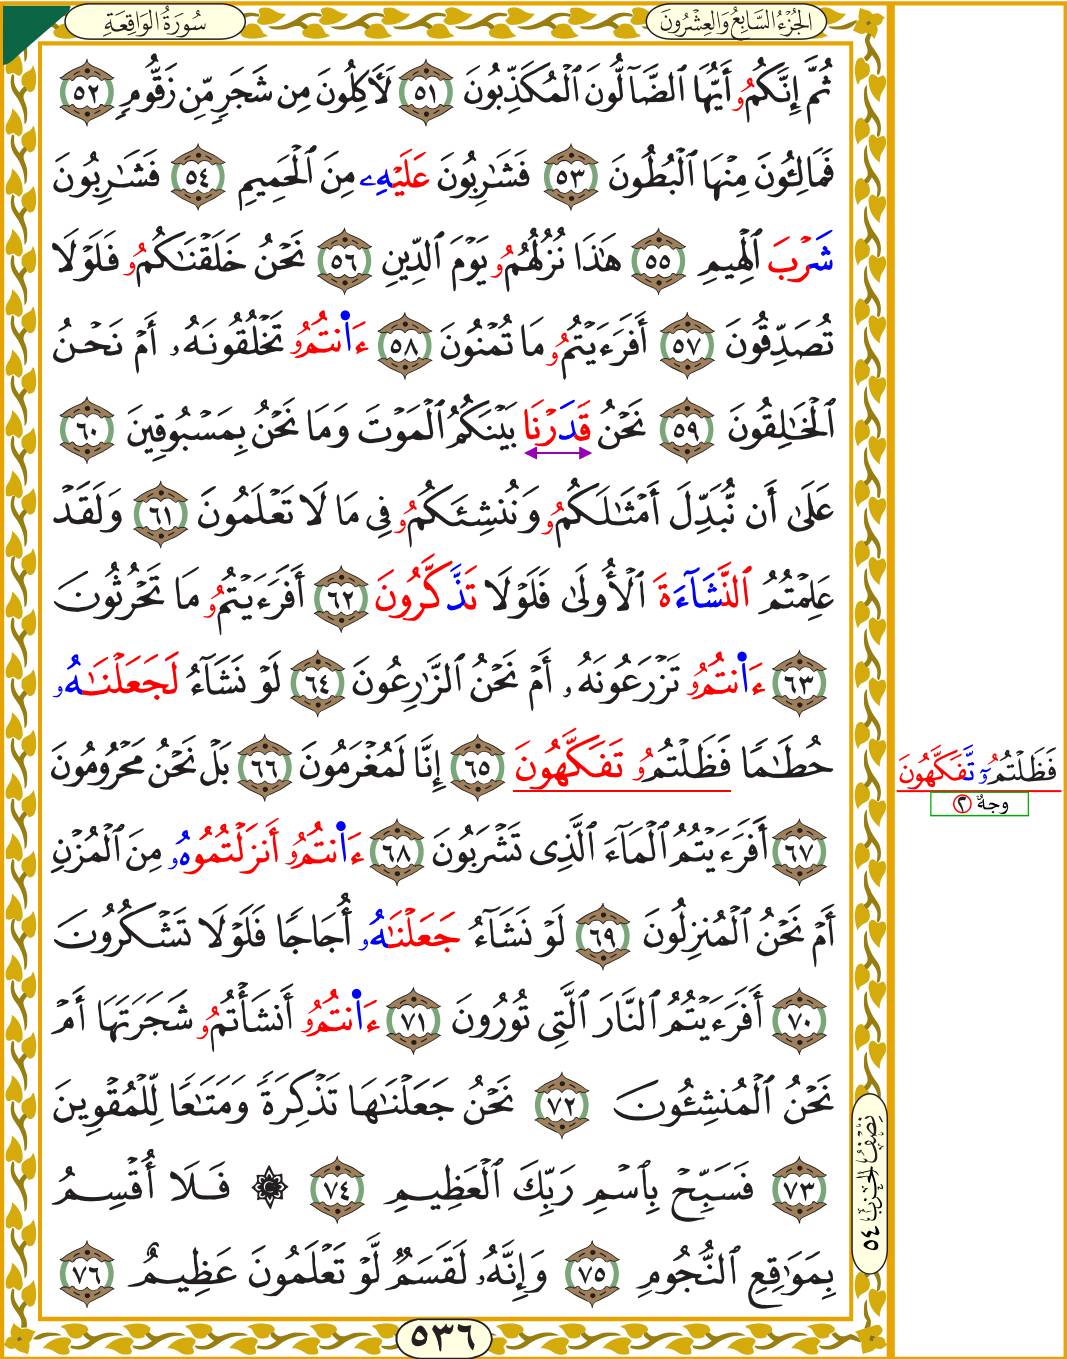 الجُزْءُ السَّابِعُ وَالعِشْرُونَ
سُورَةُ الوَاقِعَةِ
ثُمَّ إِنَّكُمُۥ أَيُّهَا ٱلضَّآلُّونَ ٱلْمُكَذِّبُونَ ٥١ لَأَٓكِلُونَ مِن شَجَرٖ مِّن زَقُّومٖ ٥٢
فَمَالِـُٔونَ مِنْهَا ٱلْبُطُونَ ٥٣ فَشَٰرِبُونَ عَلَيْهِۦ مِنَ ٱلْحَمِيمِ ٥٤ فَشَٰرِبُونَ
شَرْبَ ٱلْهِيمِ ٥٥ هَٰذَا نُزُلُهُمُۥ يَوْمَ ٱلدِّينِ ٥٦ نَحْنُ خَلَقْنَٰكُمُۥ فَلَوْلَا
تُصَدِّقُونَ ٥٧ أَفَرَءَيْتُمُۥ مَا تُمْنُونَ ٥٨ ءَا۬نتُمُۥ تَخْلُقُونَهُۥٓ أَمْ نَحْنُ
ٱلْخَٰلِقُونَ ٥٩ نَحْنُ قَدَرْنَا بَيْنَكُمُ ٱلْمَوْتَ وَمَا نَحْنُ بِمَسْبُوقِينَ ٦٠
عَلَىٰ أَن نُّبَدِّلَ أَمْثَٰلَكُمُۥ وَنُنشِئَكُمُۥ فِى مَا لَا تَعْلَمُونَ ٦١ وَلَقَدْ
عَلِمْتُمُ ٱلنَّشَآءَةَ ٱلْأُولَىٰ فَلَوْلَا تَذَّكَّرُونَ ٦٢ أَفَرَءَيْتُمُۥ مَا تَحْرُثُونَ
٦٣ ءَا۬نتُمُۥ تَزْرَعُونَهُۥ أَمْ نَحْنُ ٱلزَّٰرِعُونَ ٦٤ لَوْ نَشَآءُ لَجَعَلْنَٰهُۥ
حُطَٰمٗا فَظَلْتُمُۥ تَفَكَّهُونَ ٦٥ إِنَّا لَمُغْرَمُونَ ٦٦ بَلْ نَحْنُ مَحْرُومُونَ
فَظَلْتُمُۥٓ تَّفَكَّهُونَ
وجهٌ ٢
٦٧ أَفَرَءَيْتُمُ ٱلْمَآءَ ٱلَّذِى تَشْرَبُونَ ٦٨ ءَا۬نتُمُۥ أَنزَلْتُمُوهُۥ مِنَ ٱلْمُزْنِ
أَمْ نَحْنُ ٱلْمُنزِلُونَ ٦٩ لَوْ نَشَآءُ جَعَلْنَٰهُۥ أُجَاجٗا فَلَوْلَا تَشْكُرُونَ
٧٠ أَفَرَءَيْتُمُ ٱلنَّارَ ٱلَّتِى تُورُونَ ٧١ ءَا۬نتُمُۥ أَنشَأْتُمُۥ شَجَرَتَهَا أَمْ
نَحْنُ ٱلْمُنشِـُٔونَ ٧٢ نَحْنُ جَعَلْنَٰهَا تَذْكِرَةٗ وَمَتَٰعٗا لِّلْمُقْوِينَ
٧٣ فَسَبِّحْ بِٱسْمِ رَبِّكَ ٱلْعَظِيمِ ٧٤ ۞ فَلَا أُقْسِمُ
بِمَوَٰقِعِ ٱلنُّجُومِ ٧٥ وَإِنَّهُۥ لَقَسَمٞ لَّوْ تَعْلَمُونَ عَظِيمٌ ٧٦
نِصْفُ الحِزْبِ ٥٤
٥٣٦